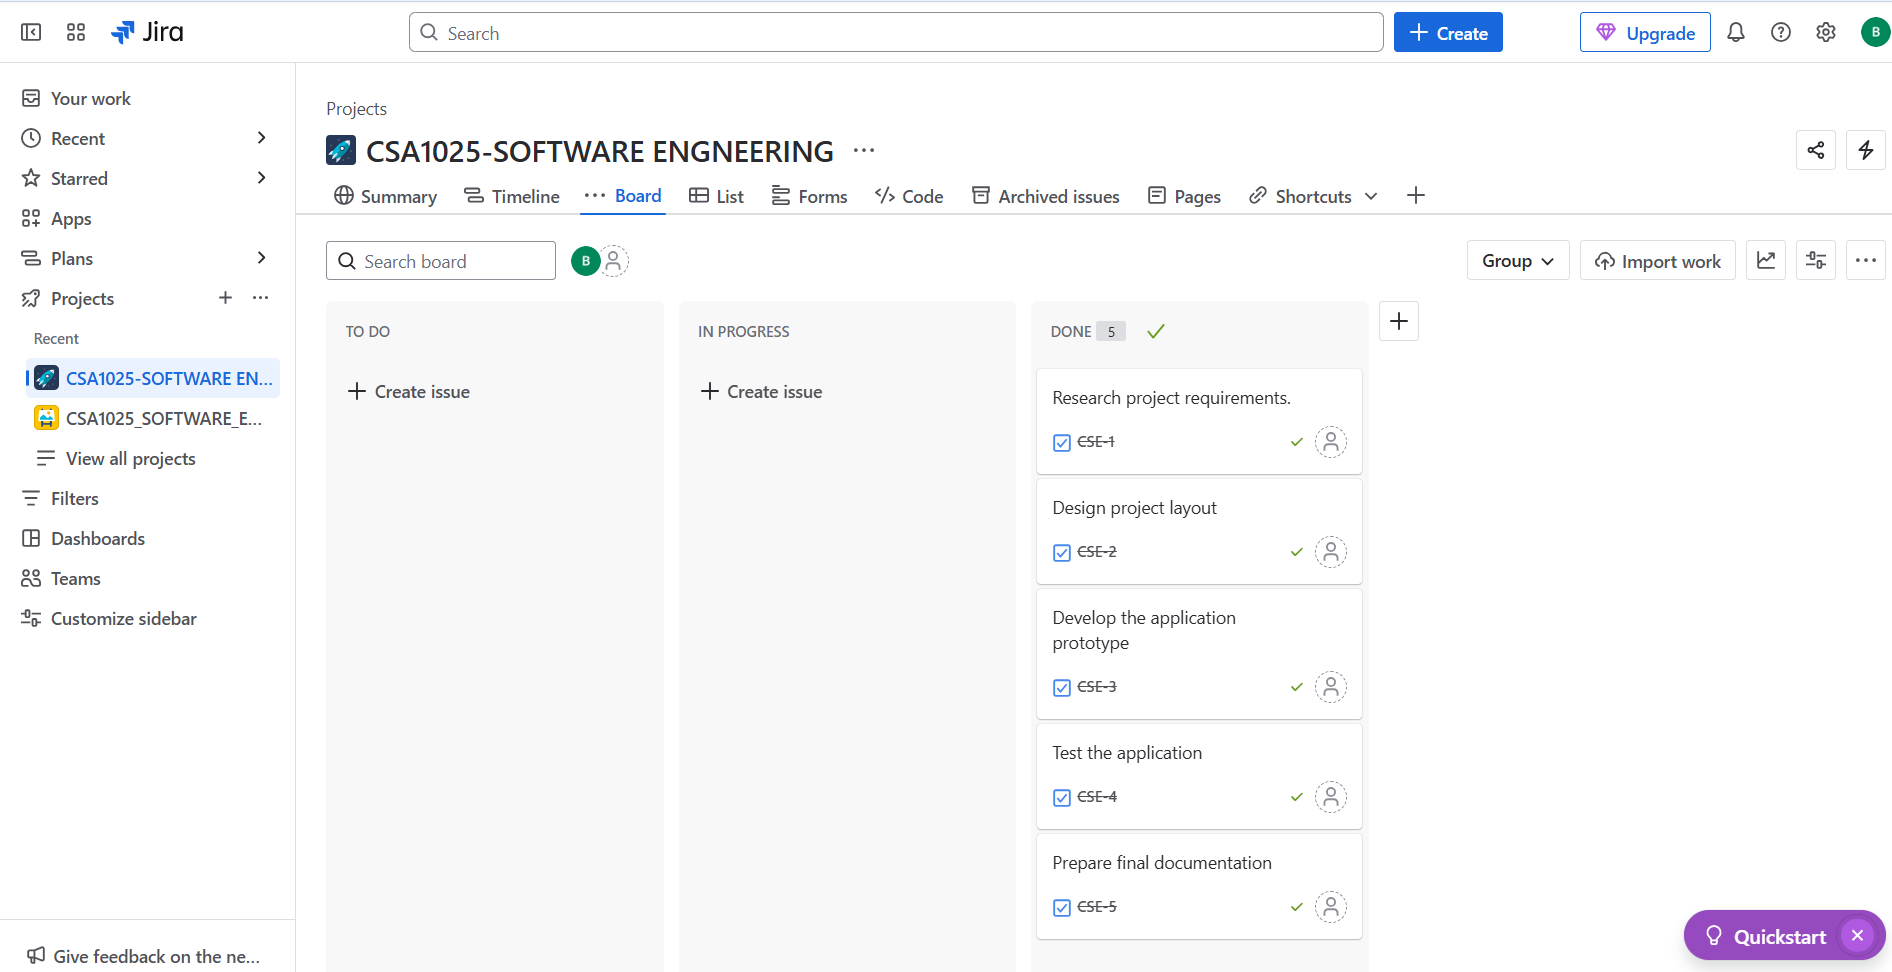 Jira
Search
Create
Upgrade
B
Your work
Recent
Starred
Apps
Plans
Projects
Recent
CSA1025-SOFTWARE EN...
CSA1025_SOFTWARE_E...
View all projects
Filters
Dashboards
Teams
Customize sidebar
Give feedback on the ne...
Projects
CSA1025-SOFTWARE ENGNEERING
Summary
Timeline
Board
List
Forms
Code
Archived issues
Pages
Shortcuts
Search board
B
Group
Import work
TO DO
Create issue
IN PROGRESS
Create issue
DONE 5
Research project requirements.
CSE-1
Design project layout
CSE-2
Develop the application
prototype
CSE-3
Test the application
CSE-4
Prepare final documentation
CSE-5
Quickstart